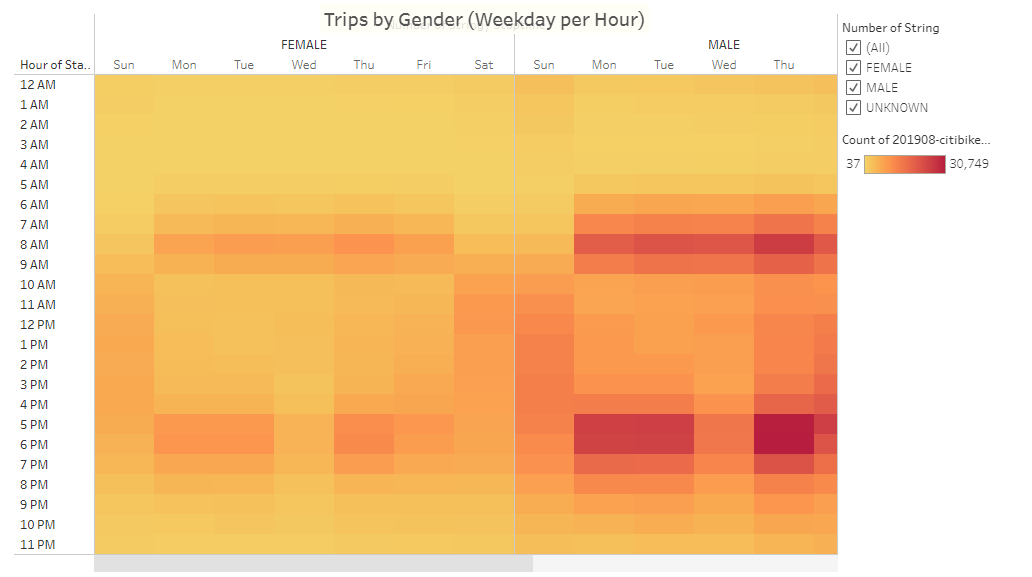 Trips by Gender (Weekday per Hour)
FEMALE MALE
Hour of Sta.. Sun Mon Tue Wed Thu Fri Sat Sun Mon Tue Wed Thu
12 AM
1 AM
2 AM
3 AM
4 AM
5 AM
6 AM
7 AM
8 AM
9 AM
10 AM
11 AM
12 PM
1 PM
2 PM
3 PM
4 PM
5 PM
6 PM
7 PM
8 PM
9 PM
10 PM
11 PM
Number of String
(All)
FEMALE
MALE
UNKNOWN
Count of 201908-citibike...
37 30,749